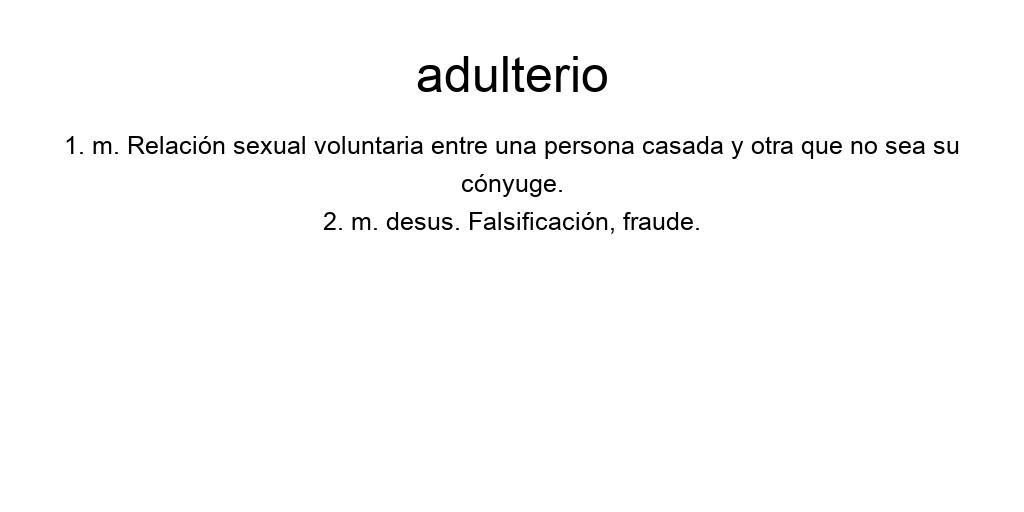 adulterio
1. m. Relación sexual voluntaria entre una persona casada y otra que no sea su
cónyuge.
2. m. desus. Falsificación, fraude.